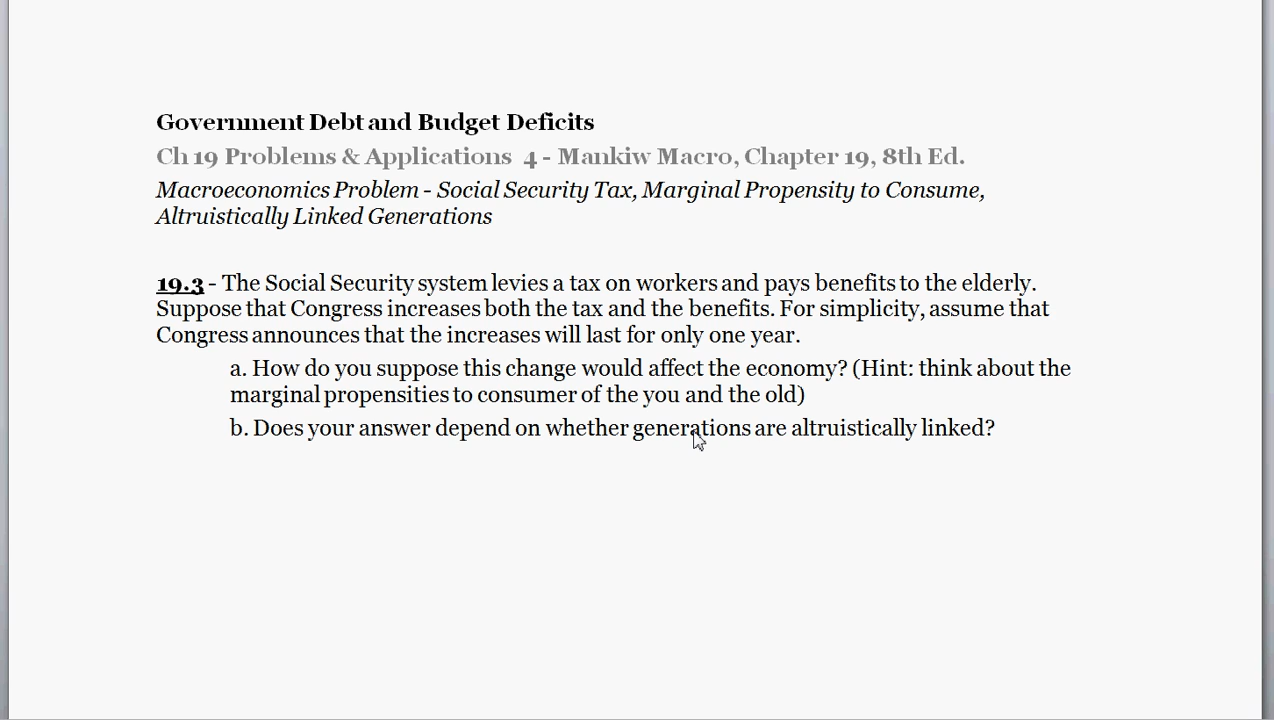 Government Debt and Budget Deficits
Ch 19 Problems & Applications 4 - Mankiw Macro, Chapter 19, 8th Ed.
Macroeconomics Problem - Social Security Tax, Marginal Propensity to Consume,
Altruistically Linked Generations
19.3 - The Social Security system levies a tax on workers and pays benefits to the elderly.
Suppose that Congress increases both the tax and the benefits. For simplicity, assume that
Congress announces that the increases will last for only one year.
a. How do you suppose this change would affect the economy? (Hint: think about the
marginal propensities to consumer of the you and the old)
b. Does your answer depend on whether generations are altruistically linked?